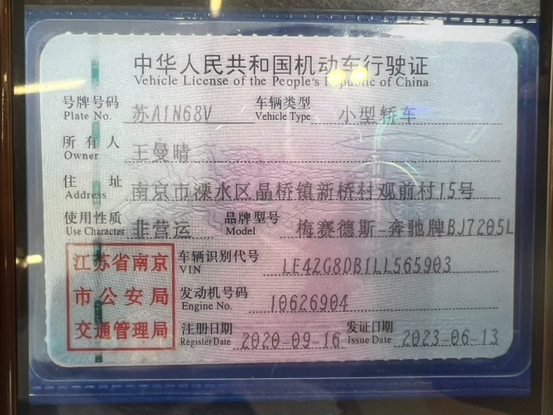 中华人民共和国机动车行驶证
Vehicle License of the People's Republic of China
号牌号码 苏A1N68V 车辆类型 小型轿车
Plate No. Vehicle Type
所有人 王曼晴
Owner
住址 南京市溧水区晶桥镇新桥村观前村15号
Address
使用性质 非营运 品牌型号 梅赛德斯-奔驰牌BJ7205L
Use Character Model
江苏省南京
市公安局
交通管理局
车辆识别代号 LE42G8DB1LL565903
VIN
发动机号码 10626904
Engine No.
注册日期 2020-09-16 发证日期 2023-06-13
Register Date Issue Date